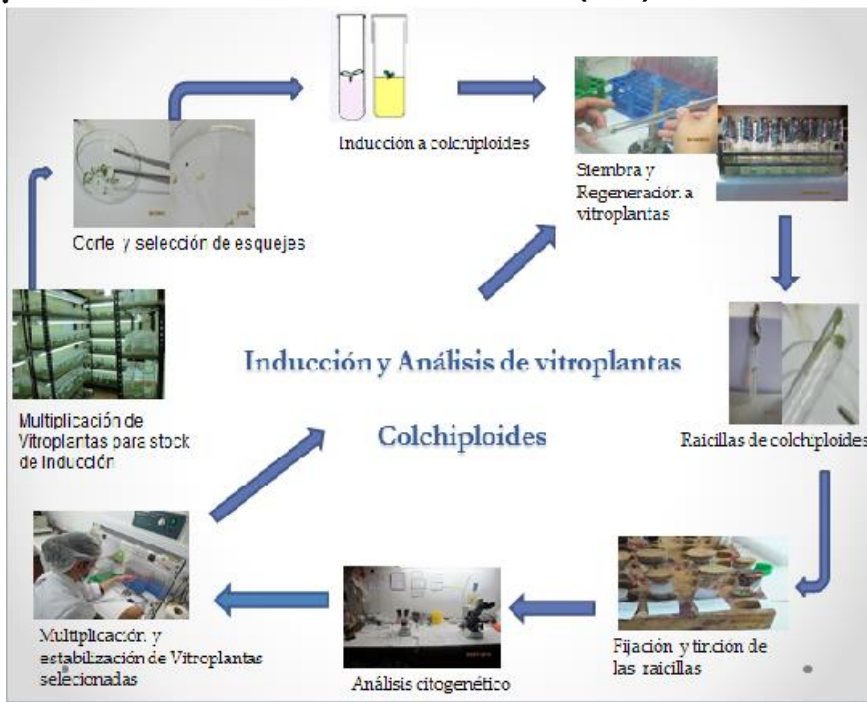 Inducción a colchiploides
Siembra y
Regeneración a
vitroplantas
Corte y selección de esquejes
Inducción y Análisis de vitroplantas
Colchiploides
Multiplicación de
Vitroplantas para stock
de Inducción
Raicillas de colchiploides
Multiplicación y
estabilización de Vitroplantas
selecionadas
Análisis citogenético
Fijación y tinción de
las raicillas